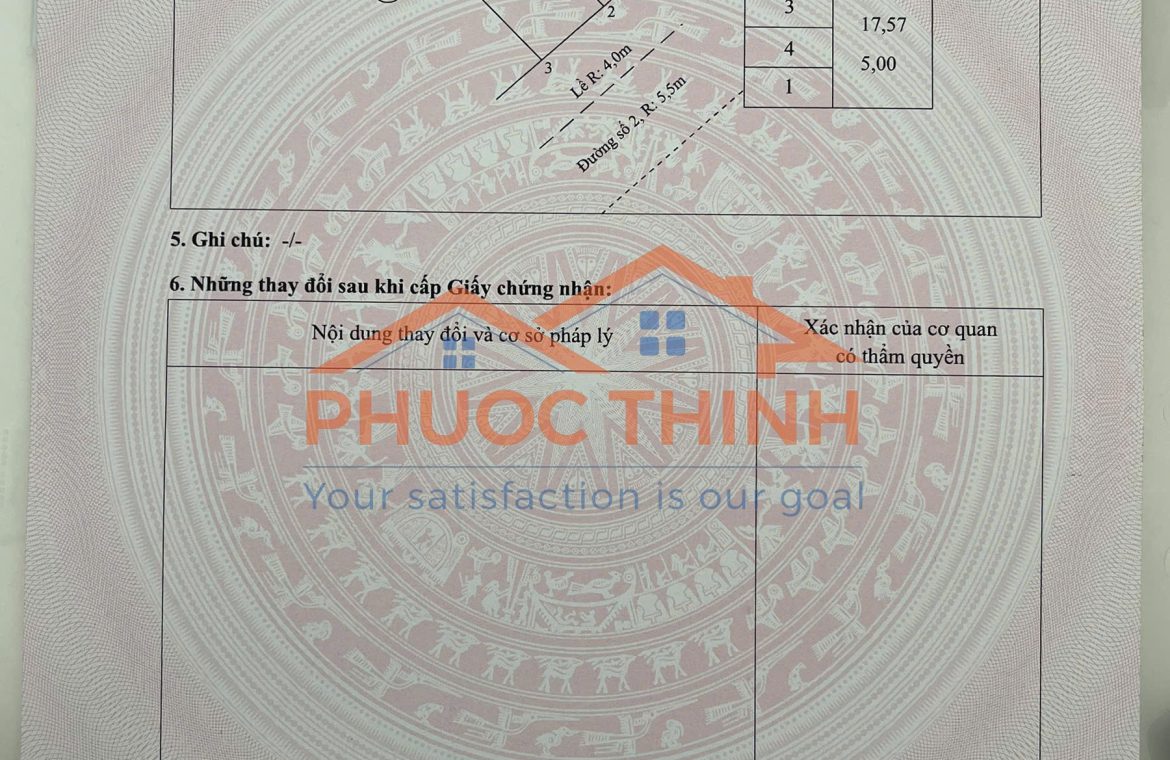 2
3
Lề R: 4,0m
Đường số 2, R: 5,5m
3
17,57
4
5,00
1
5. Ghi chú: -/-
6. Những thay đổi sau khi cấp Giấy chứng nhận:
Nội dung thay đổi và cơ sở pháp lý
Xác nhận của cơ quan
có thẩm quyền
PHUOC THINH
Your satisfaction is our goal